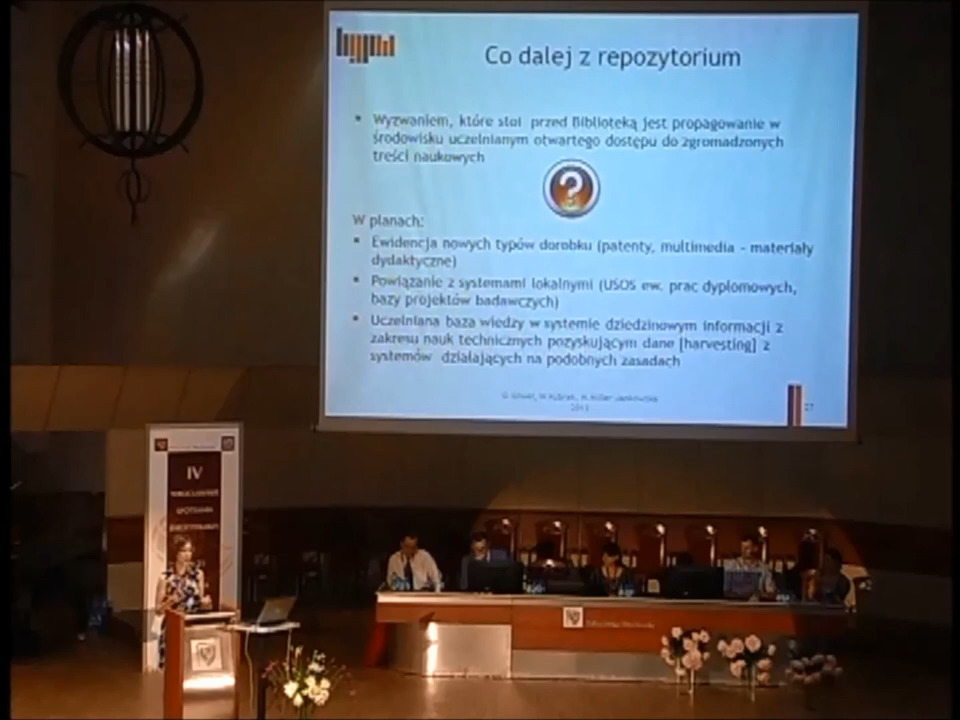 Co dalej z repozytorium
Wyzwaniem, które stoi przed Biblioteką jest propagowanie w
środowisku uczelnianym otwartego dostępu do zgromadzonych
treści naukowych
?
W planach:
Ewidencja nowych typów dorobku (patenty, multimedia - materiały
dydaktyczne)
Powiązanie z systemami lokalnymi (USOS ew. prac dyplomowych,
bazy projektów badawczych)
Uczelniana baza wiedzy w systemie dziedzinowym informacji z
zakresu nauk technicznych pozyskującym dane [harvesting] z
systemów działających na podobnych zasadach
27
IV